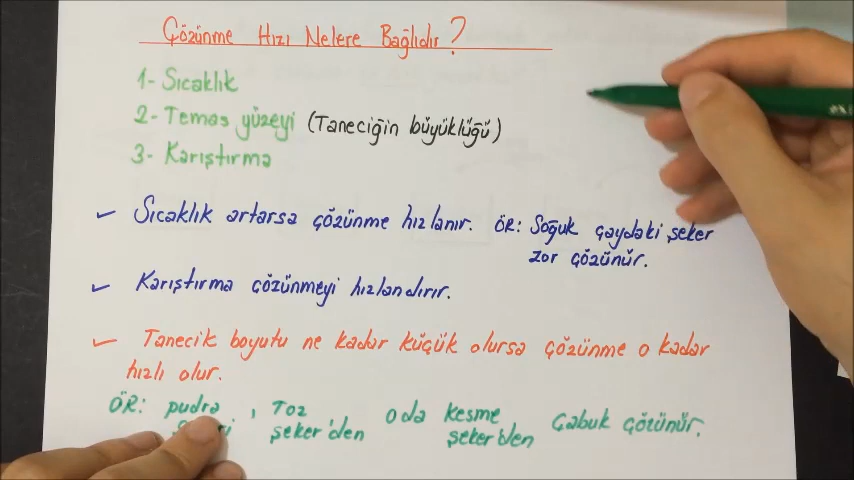 Çözünme Hızı Nelere Bağlıdır?
1- Sıcaklık
2- Temas yüzeyi (Taneciğin büyüklüğü)
3- Karıştırma
✓ Sıcaklık artarsa çözünme hızlanır. ÖR: Soğuk çaydaki şeker
zor çözünür.
✓ Karıştırma çözünmeyi hızlandırır.
✓ Tanecik boyutu ne kadar küçük olursa çözünme o kadar
hızlı olur.
ÖR: pudra , Toz oda kesme çabuk çözünür.
şeker'den şeker'den